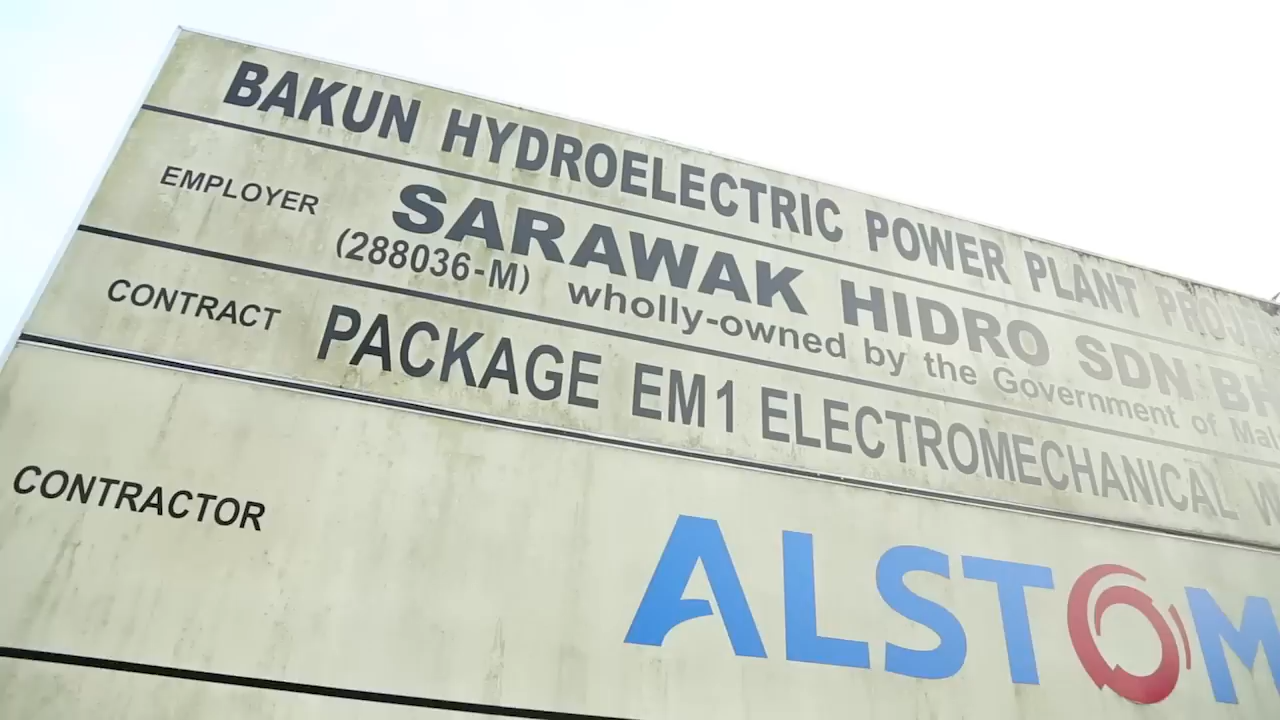 BAKUN HYDROELECTRIC POWER PLANT
EMPLOYER SARAWAK HIDRO SDN
(288036-M) wholly-owned by the Government of
CONTRACT PACKAGE EM1 ELECTROMECHANICAL
CONTRACTOR
ALSTOM